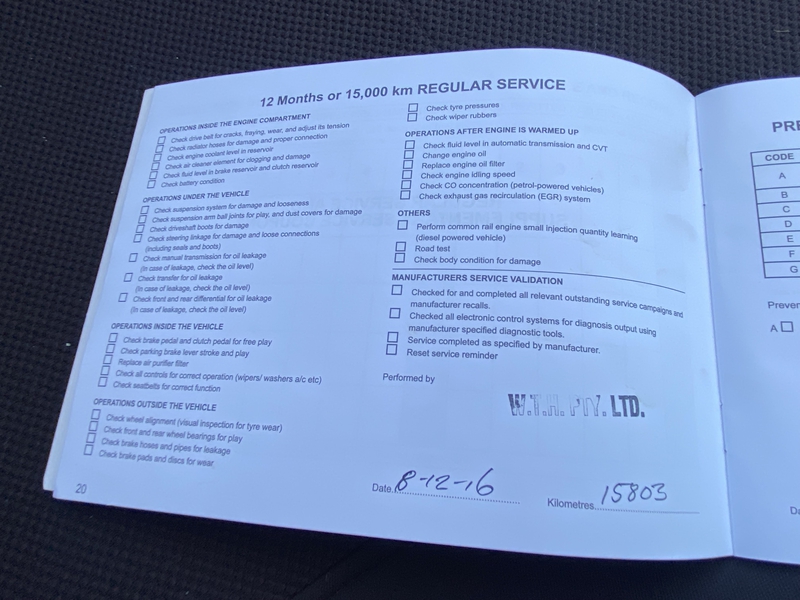 12 Months or 15,000 km REGULAR SERVICE
OPERATIONS INSIDE THE ENGINE COMPARTMENT
Check drive belt for cracks, fraying, wear, and adjust its tension
Check radiator hoses for damage and proper connection
Check engine coolant level in reservoir
Check air cleaner element for clogging and damage
Check fluid level in brake reservoir and clutch reservoir
Check battery condition
OPERATIONS UNDER THE VEHICLE
Check suspension system for damage and looseness
Check suspension arm ball joints for play, and dust covers for damage
Check driveshaft boots for damage
Check steering linkage for damage and loose connections
(including seals and boots)
Check manual transmission for oil leakage
(In case of leakage, check the oil level)
Check transfer for oil leakage
(In case of leakage, check the oil level)
Check front and rear differential for oil leakage
(In case of leakage, check the oil level)
OPERATIONS INSIDE THE VEHICLE
Check brake pedal and clutch pedal for free play
Check parking brake lever stroke and play
Replace air purifier filter
Check all controls for correct operation (wipers/ washers a/c etc)
Check seatbelts for correct function
OPERATIONS OUTSIDE THE VEHICLE
Check wheel alignment (visual inspection for tyre wear)
Check front and rear wheel bearings for play
Check brake hoses and pipes for leakage
Check brake pads and discs for wear
20
Check tyre pressures
Check wiper rubbers
OPERATIONS AFTER ENGINE IS WARMED UP
Check fluid level in automatic transmission and CVT
Change engine oil
Replace engine oil filter
Check engine idling speed
Check CO concentration (petrol-powered vehicles)
Check exhaust gas recirculation (EGR) system
OTHERS
Perform common rail engine small injection quantity learning
(diesel powered vehicle)
Road test
Check body condition for damage
MANUFACTURERS SERVICE VALIDATION
Checked for and completed all relevant outstanding service campaigns and
manufacturer recalls.
Checked all electronic control systems for diagnosis output using
manufacturer specified diagnostic tools.
Service completed as specified by manufacturer.
Reset service reminder
Performed by
W.T.H. PTY. LTD.
Date 8-12-16
Kilometres 15803
PRE
CODE
A
B
C
D
E
F
G
Preven
A
Da